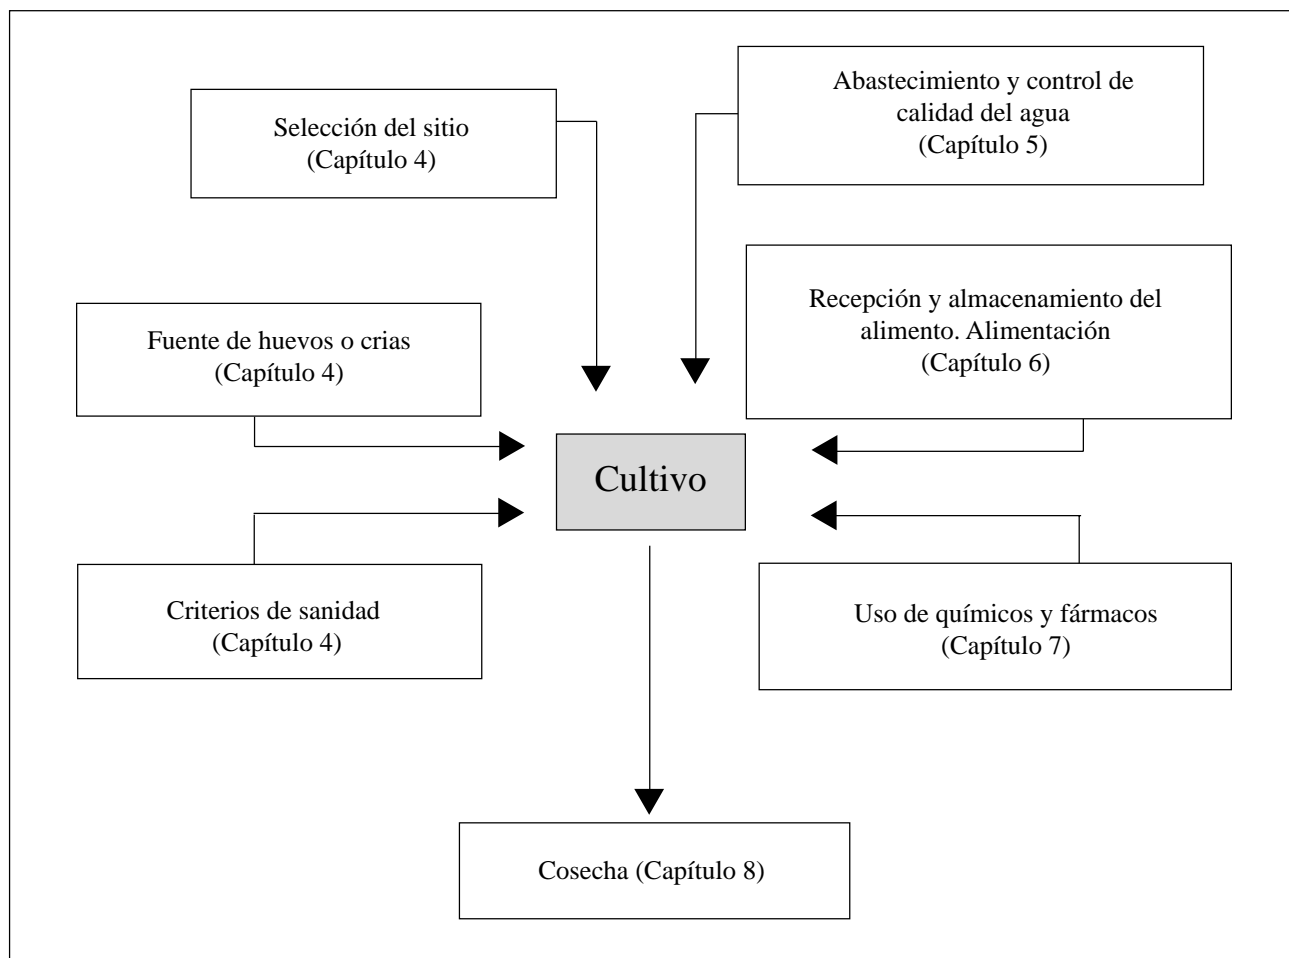 Selección del sitio
(Capítulo 4)
Abastecimiento y control de
calidad del agua
(Capítulo 5)
Fuente de huevos o crias
(Capítulo 4)
Recepción y almacenamiento del
alimento. Alimentación
(Capítulo 6)
Cultivo
Criterios de sanidad
(Capítulo 4)
Uso de químicos y fármacos
(Capítulo 7)
Cosecha (Capítulo 8)